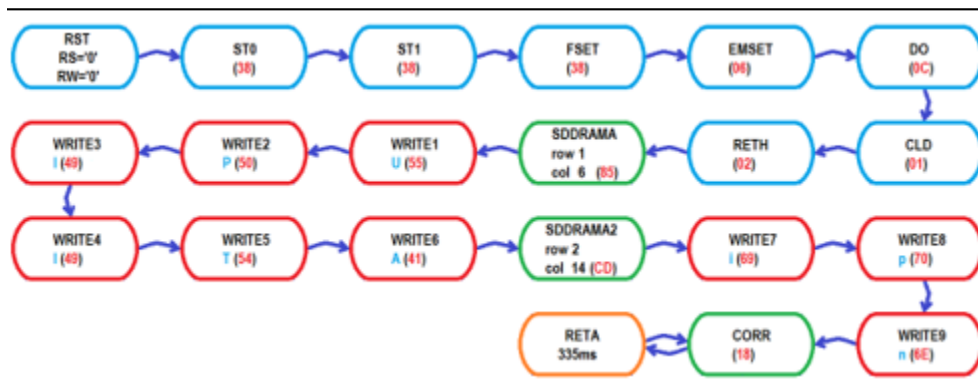 RST
RS='0'
RW='0'
ST0
(38)
ST1
(38)
FSET
(38)
EMSET
(06)
DO
(0C)
WRITE3
I (49)
WRITE2
P (50)
WRITE1
U (55)
SDDRAMA
row 1
col 6 (85)
RETH
(02)
CLD
(01)
WRITE4
I (49)
WRITE5
T (54)
WRITE6
A (41)
SDDRAMA2
row 2
col 14 (CD)
WRITE7
i (69)
WRITE8
p (70)
RETA
335ms
CORR
(18)
WRITE9
n (6E)